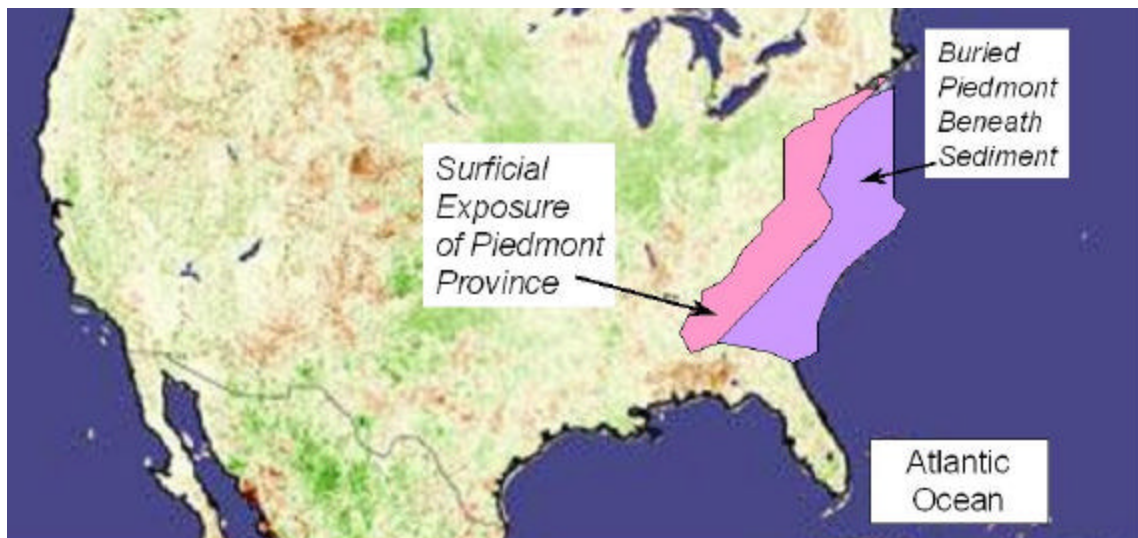 Surficial
Exposure
of Piedmont
Province
Buried
Piedmont
Beneath
Sediment
Atlantic
Ocean